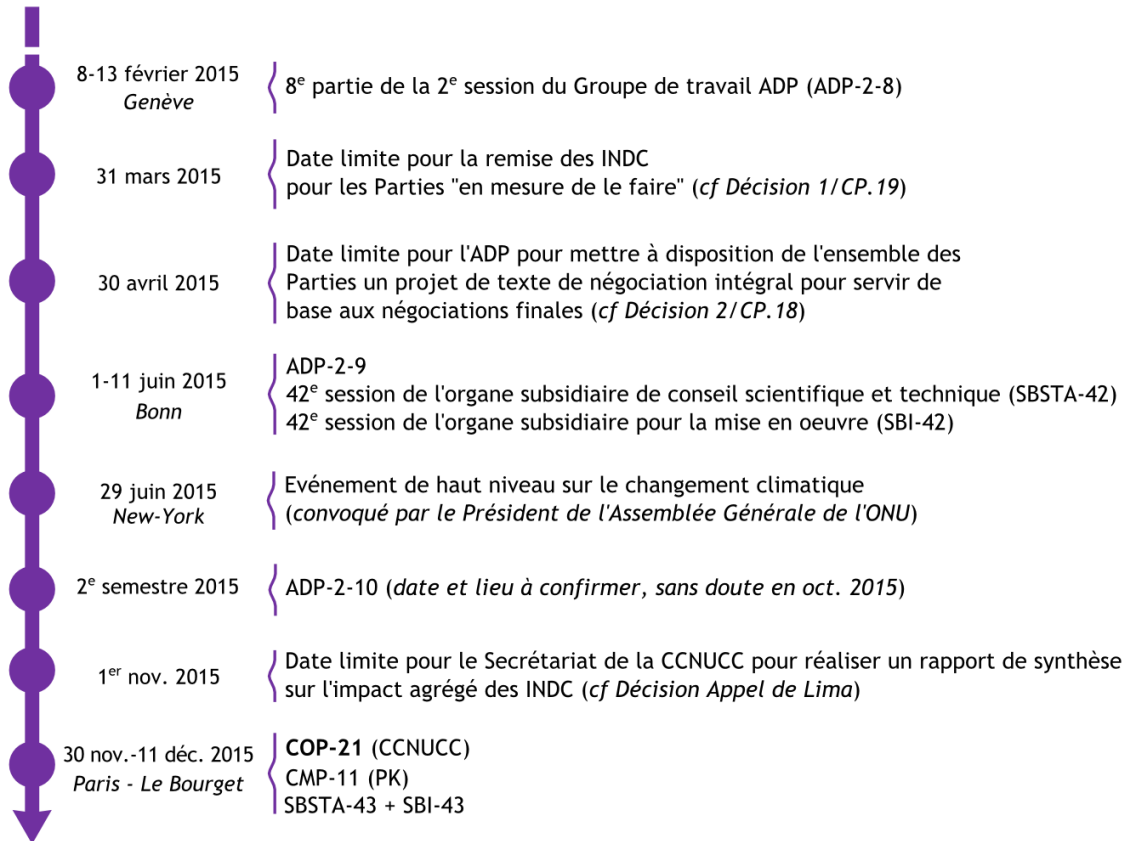 8-13 février 2015
Genève
8e partie de la 2e session du Groupe de travail ADP (ADP-2-8)
31 mars 2015
Date limite pour la remise des INDC
pour les Parties "en mesure de le faire" (cf Décision 1/CP.19)
30 avril 2015
Date limite pour l'ADP pour mettre à disposition de l'ensemble des
Parties un projet de texte de négociation intégral pour servir de
base aux négociations finales (cf Décision 2/CP.18)
1-11 juin 2015
Bonn
ADP-2-9
42e session de l'organe subsidiaire de conseil scientifique et technique (SBSTA-42)
42e session de l'organe subsidiaire pour la mise en oeuvre (SBI-42)
29 juin 2015
New-York
Evénement de haut niveau sur le changement climatique
(convoqué par le Président de l'Assemblée Générale de l'ONU)
2e semestre 2015
ADP-2-10 (date et lieu à confirmer, sans doute en oct. 2015)
1er nov. 2015
Date limite pour le Secrétariat de la CCNUCC pour réaliser un rapport de synthèse
sur l'impact agrégé des INDC (cf Décision Appel de Lima)
30 nov.-11 déc. 2015
Paris - Le Bourget
COP-21 (CCNUCC)
CMP-11 (PK)
SBSTA-43 + SBI-43